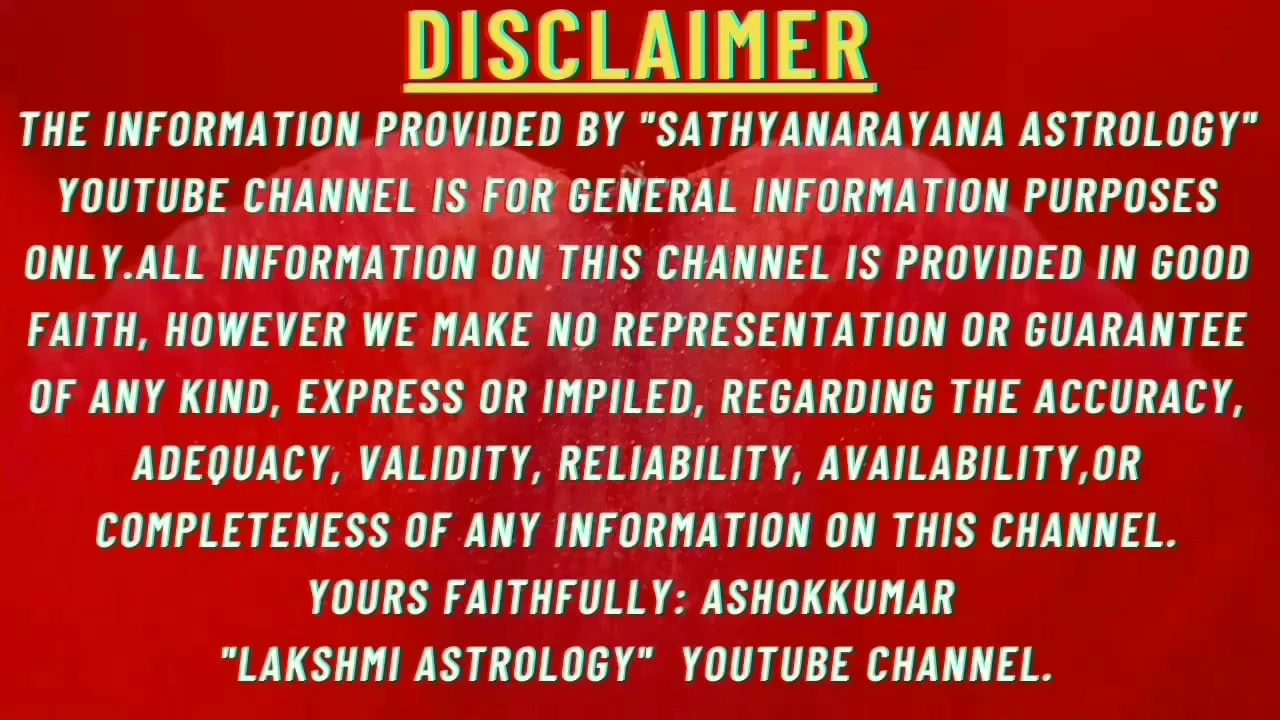 DISCLAIMER
THE INFORMATION PROVIDED BY "SATHYANARAYANA ASTROLOGY"
YOUTUBE CHANNEL IS FOR GENERAL INFORMATION PURPOSES
ONLY.ALL INFORMATION ON THIS CHANNEL IS PROVIDED IN GOOD
FAITH, HOWEVER WE MAKE NO REPRESENTATION OR GUARANTEE
OF ANY KIND, EXPRESS OR IMPILED, REGARDING THE ACCURACY,
ADEQUACY, VALIDITY, RELIABILITY, AVAILABILITY,OR
COMPLETENESS OF ANY INFORMATION ON THIS CHANNEL.
YOURS FAITHFULLY: ASHOKKUMAR
"LAKSHMI ASTROLOGY" YOUTUBE CHANNEL.